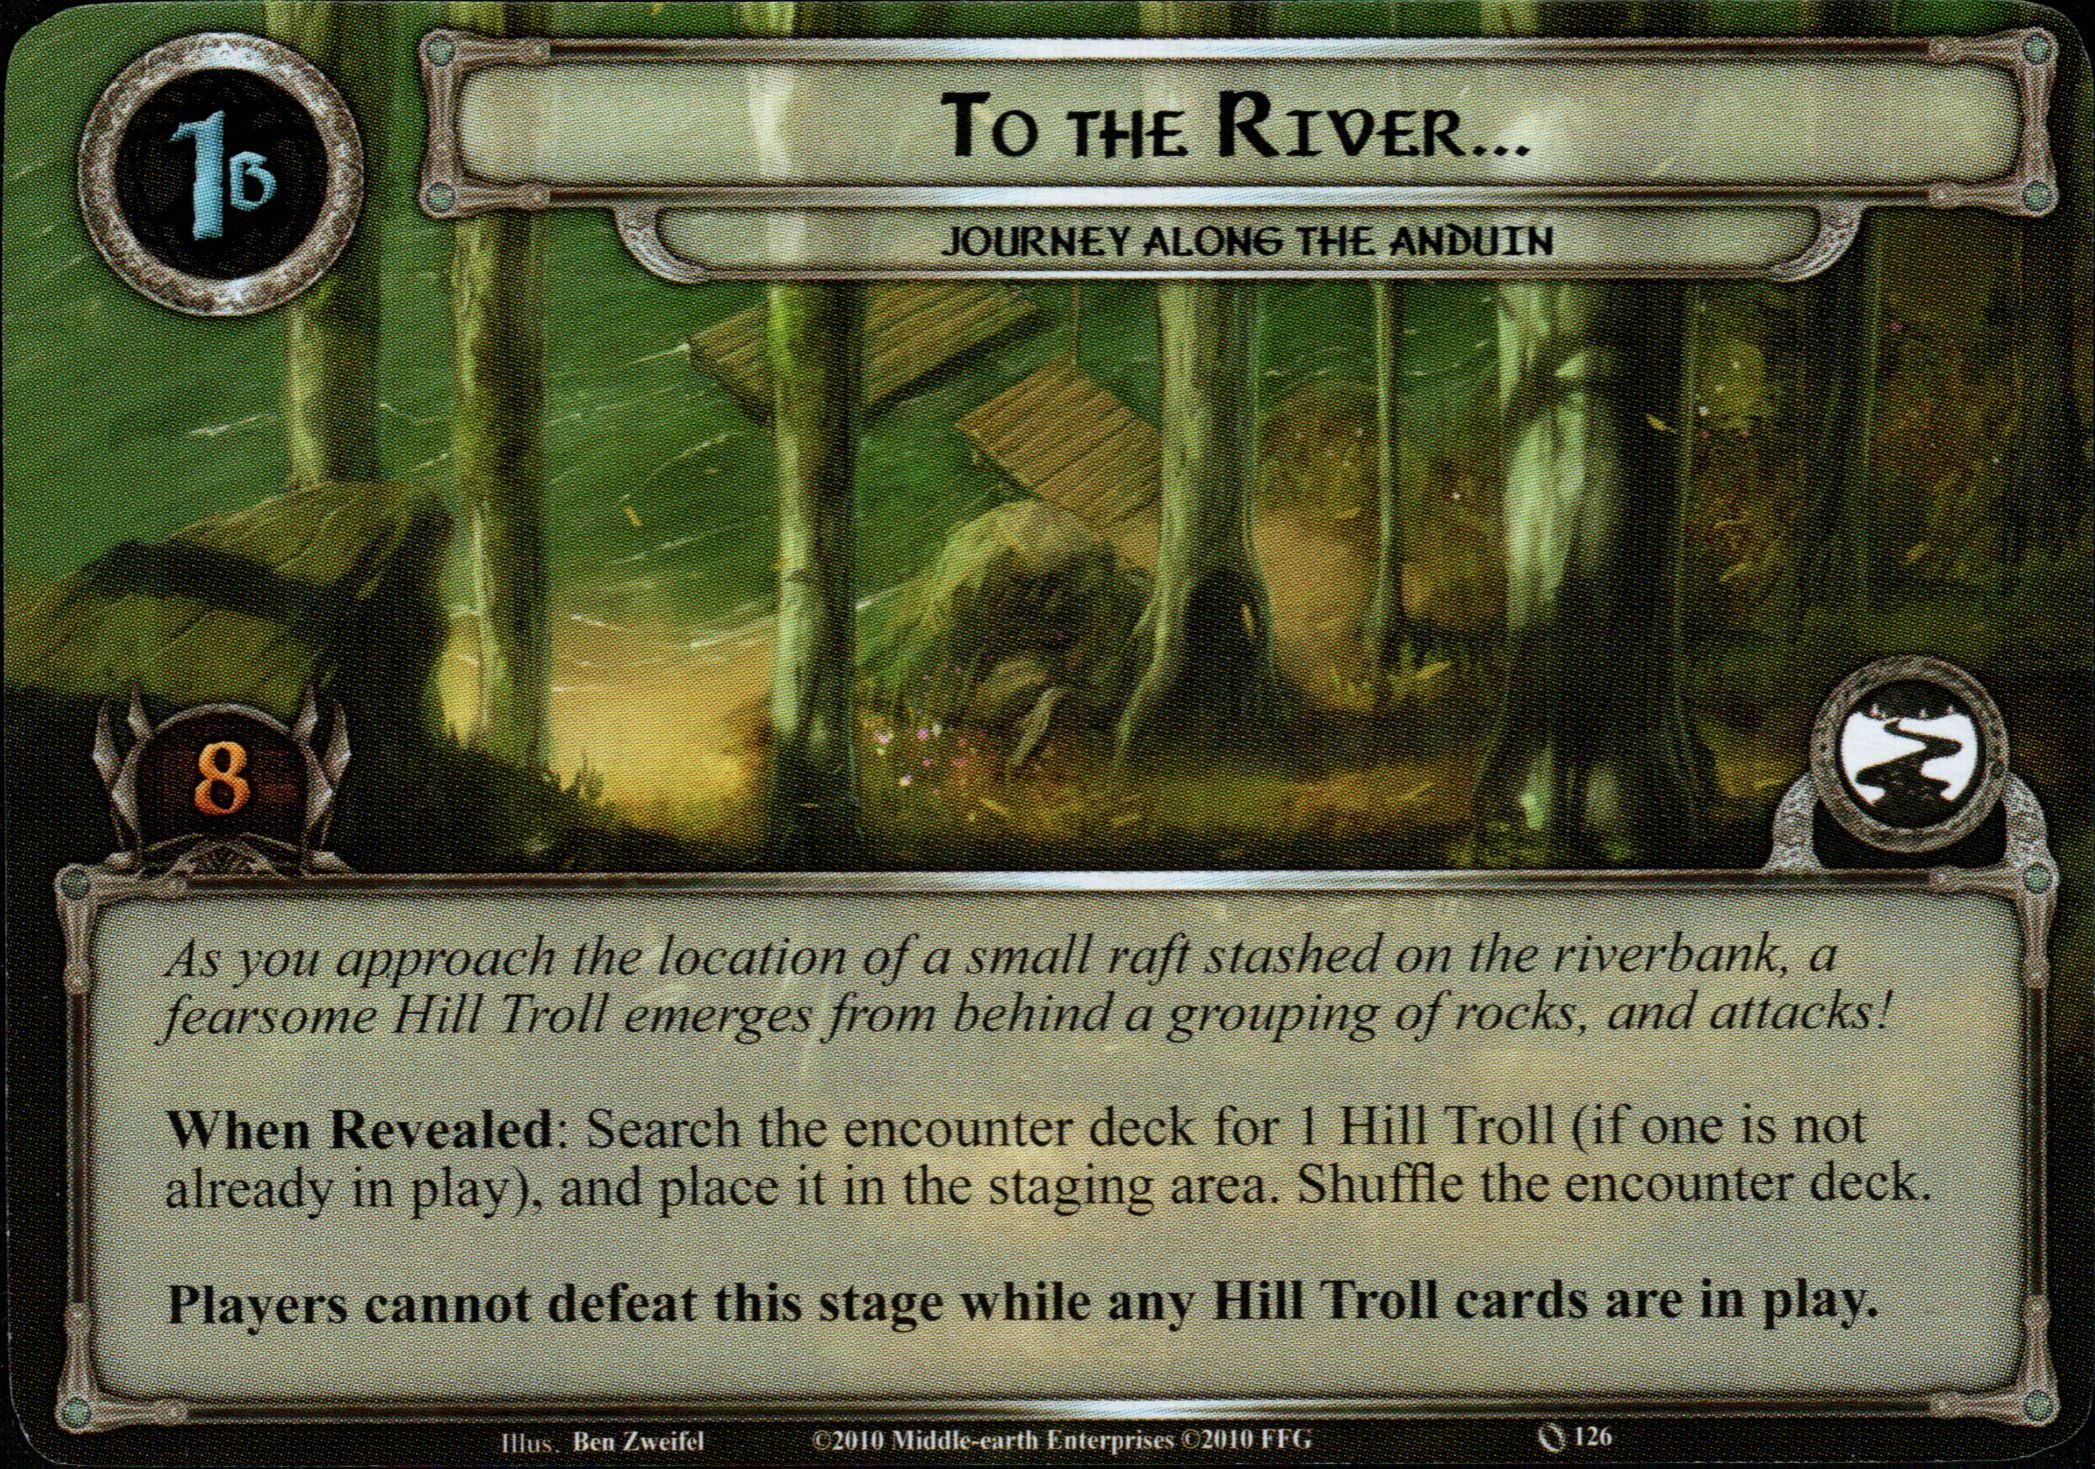 1B
TO THE RIVER...
JOURNEY ALONG THE ANDUIN
8
As you approach the location of a small raft stashed on the riverbank, a
fearsome Hill Troll emerges from behind a grouping of rocks, and attacks!
When Revealed: Search the encounter deck for 1 Hill Troll (if one is not
already in play), and place it in the staging area. Shuffle the encounter deck.
Players cannot defeat this stage while any Hill Troll cards are in play.
Illus. Ben Zweifel ©2010 Middle-earth Enterprises ©2010 FFG 126